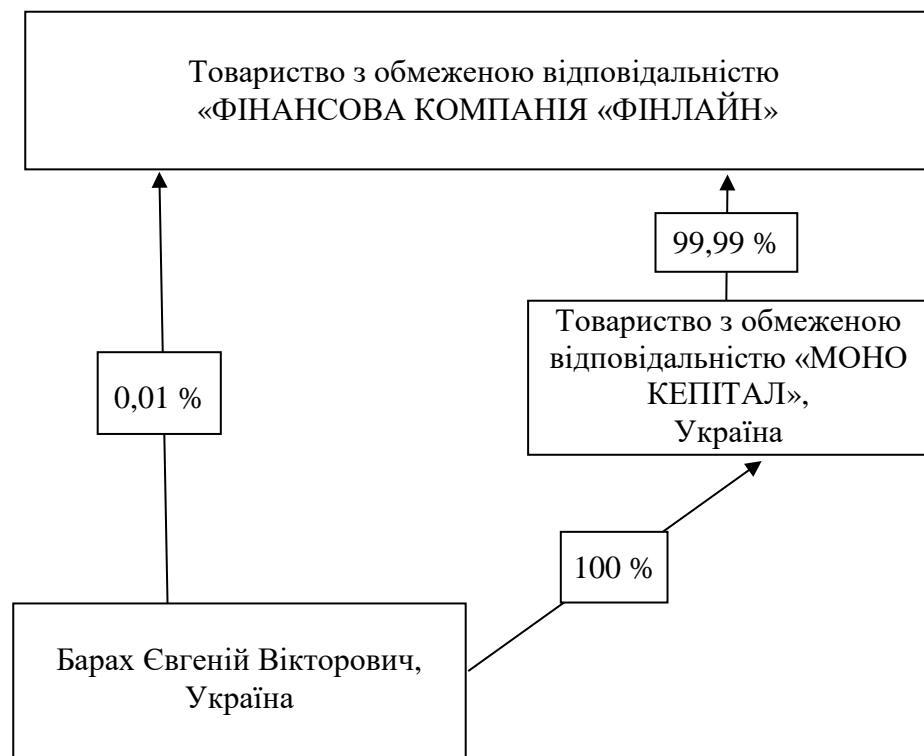 Товариство з обмеженою відповідальністю
«ФІНАНСОВА КОМПАНІЯ «ФІНЛАЙН»
99,99 %
Товариство з обмеженою
відповідальністю «МОНО
КЕПІТАЛ»,
Україна
0,01 %
100 %
Барах Євгеній Вікторович,
Україна